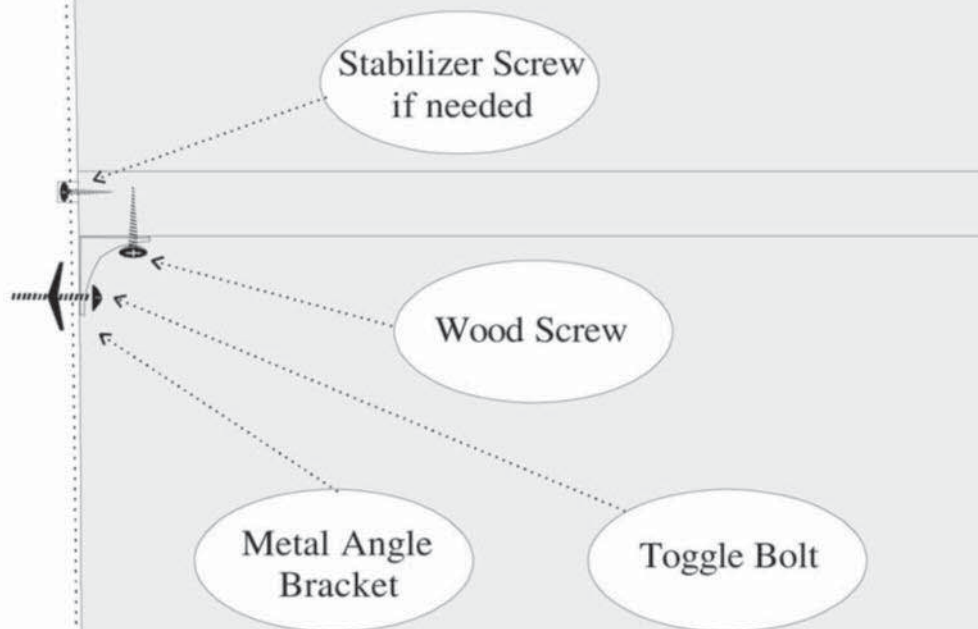 Stabilizer Screw
if needed
Wood Screw
Metal Angle
Bracket
Toggle Bolt